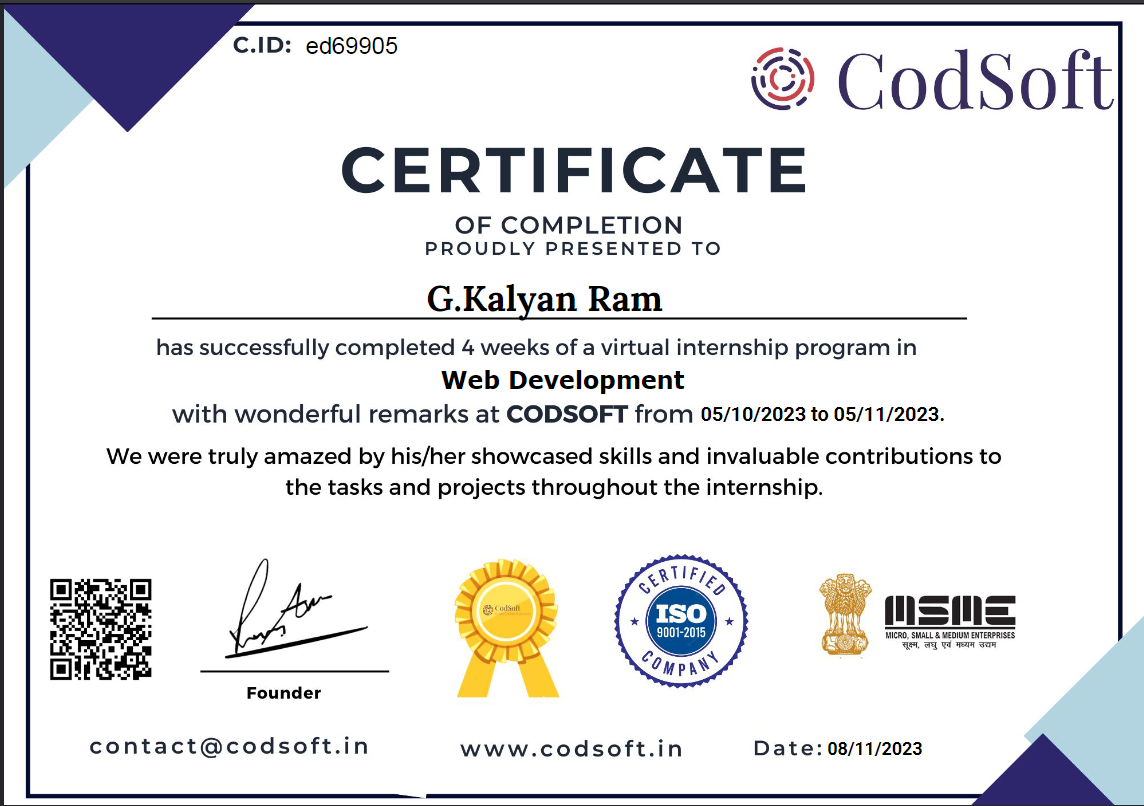 C.ID: ed69905
CodSoft
CERTIFICATE
OF COMPLETION
PROUDLY PRESENTED TO
G.Kalyan Ram
has successfully completed 4 weeks of a virtual internship program in
Web Development
with wonderful remarks at CODSOFT from 05/10/2023 to 05/11/2023.
We were truly amazed by his/her showcased skills and invaluable contributions to
the tasks and projects throughout the internship.
Founder
CodSoft
CERTIFIED
ISO
9001-2015
COMPANY
MSME
MICRO, SMALL & MEDIUM ENTERPRISES
सूक्ष्म, लघु एवं मध्यम उद्यम
contact@codsoft.in
www.codsoft.in
Date: 08/11/2023